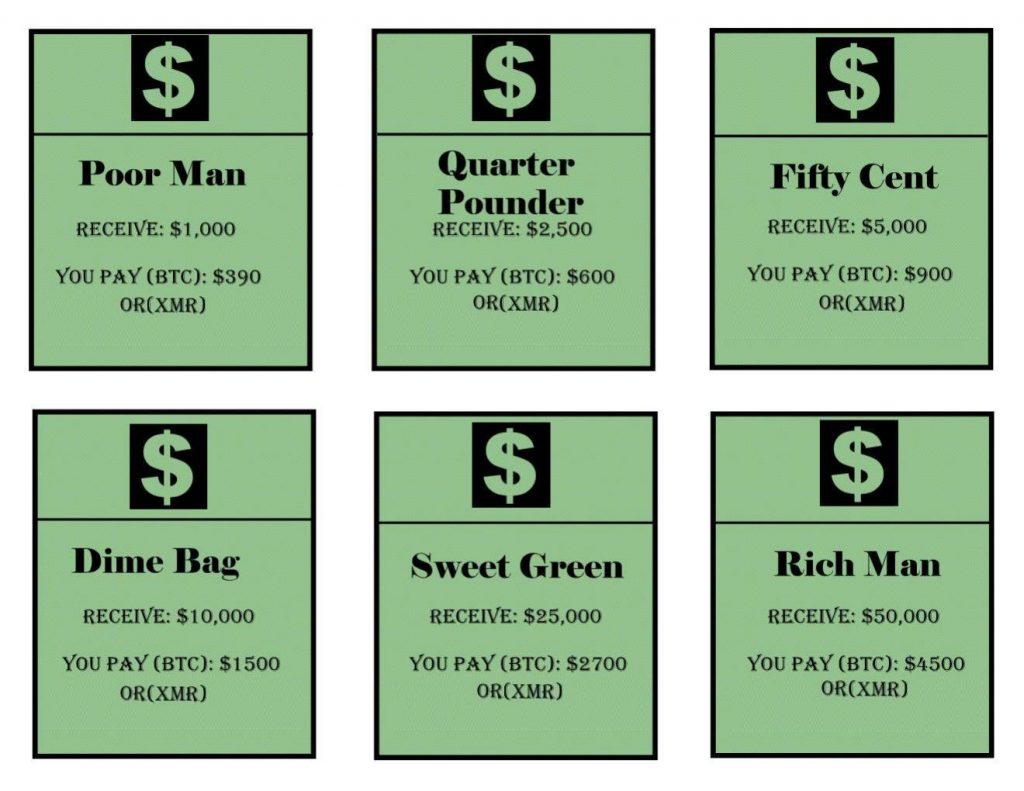 $
Poor Man
RECEIVE: $1,000
YOU PAY (BTC): $390
OR(XMR)
$
Quarter
Pounder
RECEIVE: $2,500
YOU PAY (BTC): $600
OR(XMR)
$
Fifty Cent
RECEIVE: $5,000
YOU PAY (BTC): $900
OR(XMR)
$
Dime Bag
RECEIVE: $10,000
YOU PAY (BTC): $1500
OR(XMR)
$
Sweet Green
RECEIVE: $25,000
YOU PAY (BTC): $2700
OR(XMR)
$
Rich Man
RECEIVE: $50,000
YOU PAY (BTC): $4500
OR(XMR)